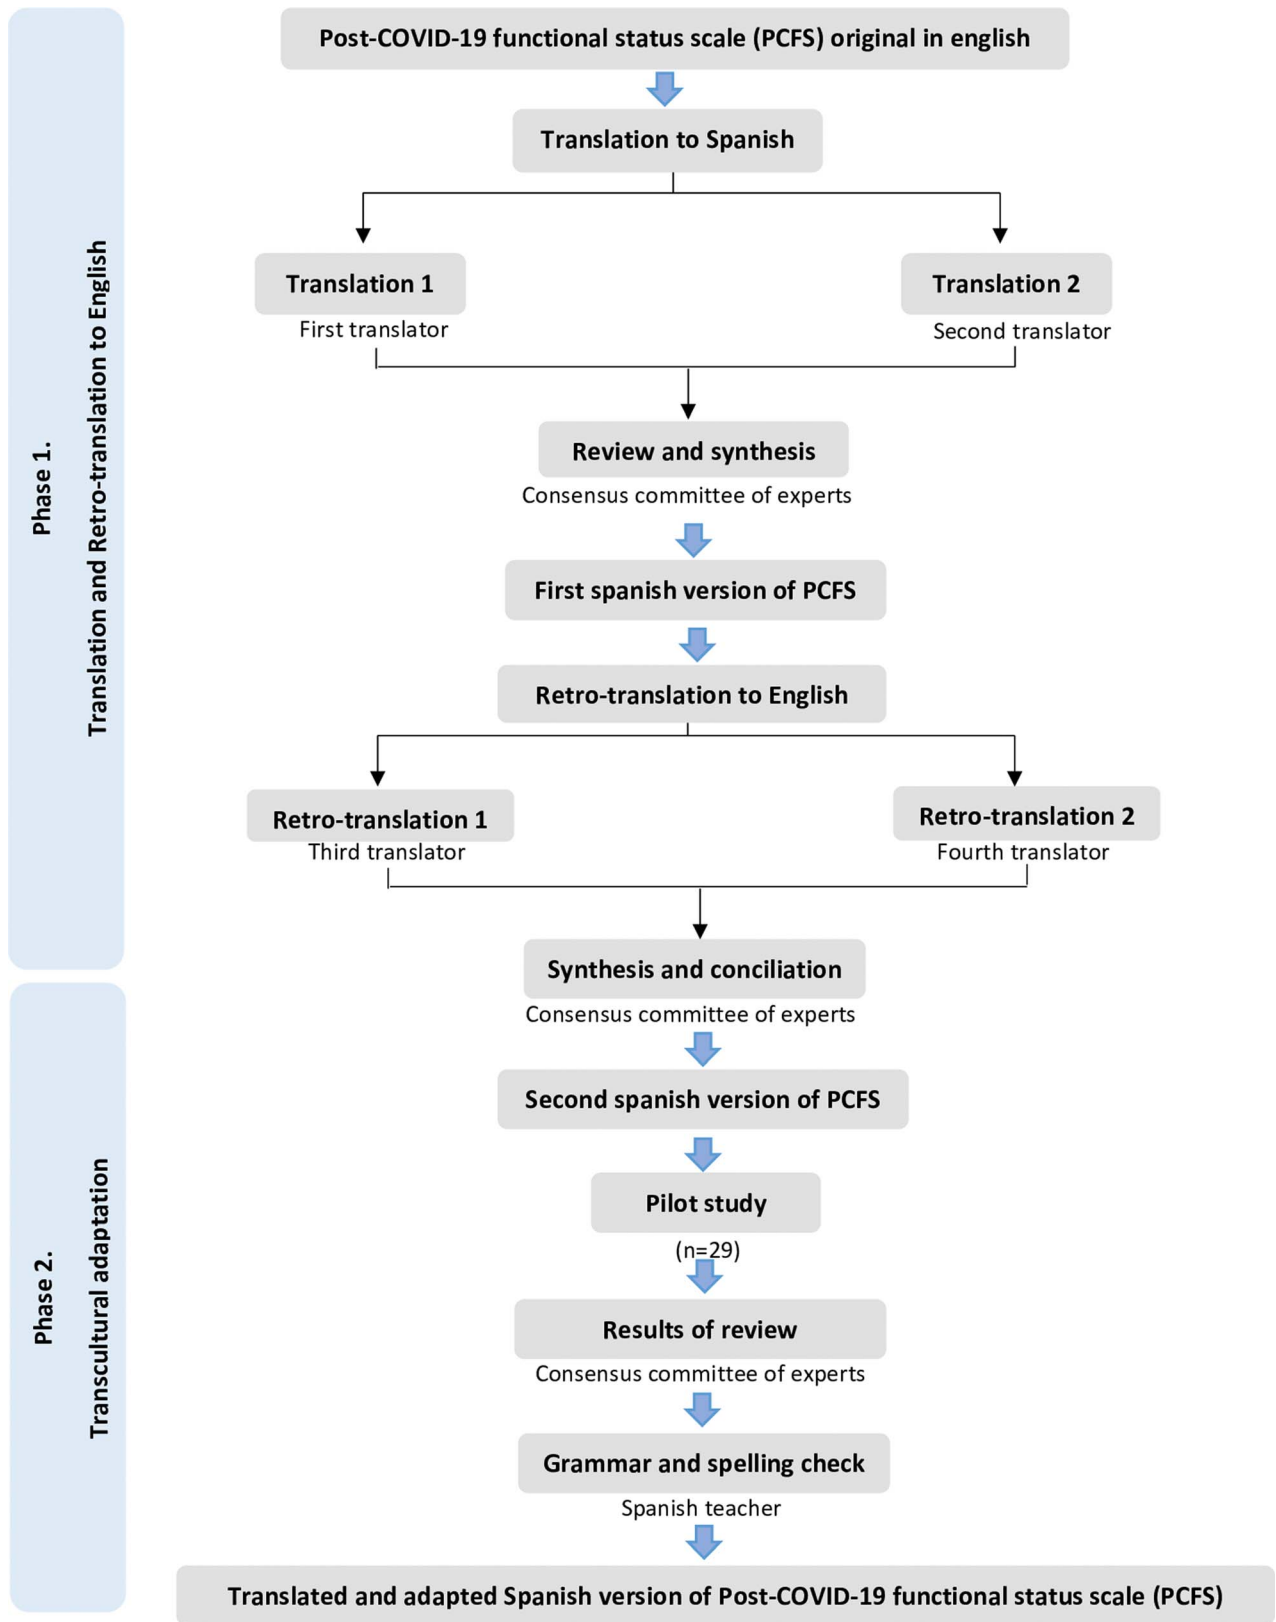 Post-COVID-19 functional status scale (PCFS) original in english
Translation to Spanish
Translation 1
First translator
Translation 2
Second translator
Review and synthesis
Consensus committee of experts
First spanish version of PCFS
Retro-translation to English
Retro-translation 1
Third translator
Retro-translation 2
Fourth translator
Phase 1.
Translation and Retro-translation to English
Synthesis and conciliation
Consensus committee of experts
Second spanish version of PCFS
Pilot study
(n=29)
Results of review
Consensus committee of experts
Grammar and spelling check
Spanish teacher
Translated and adapted Spanish version of Post-COVID-19 functional status scale (PCFS)
Phase 2.
Transcultural adaptation